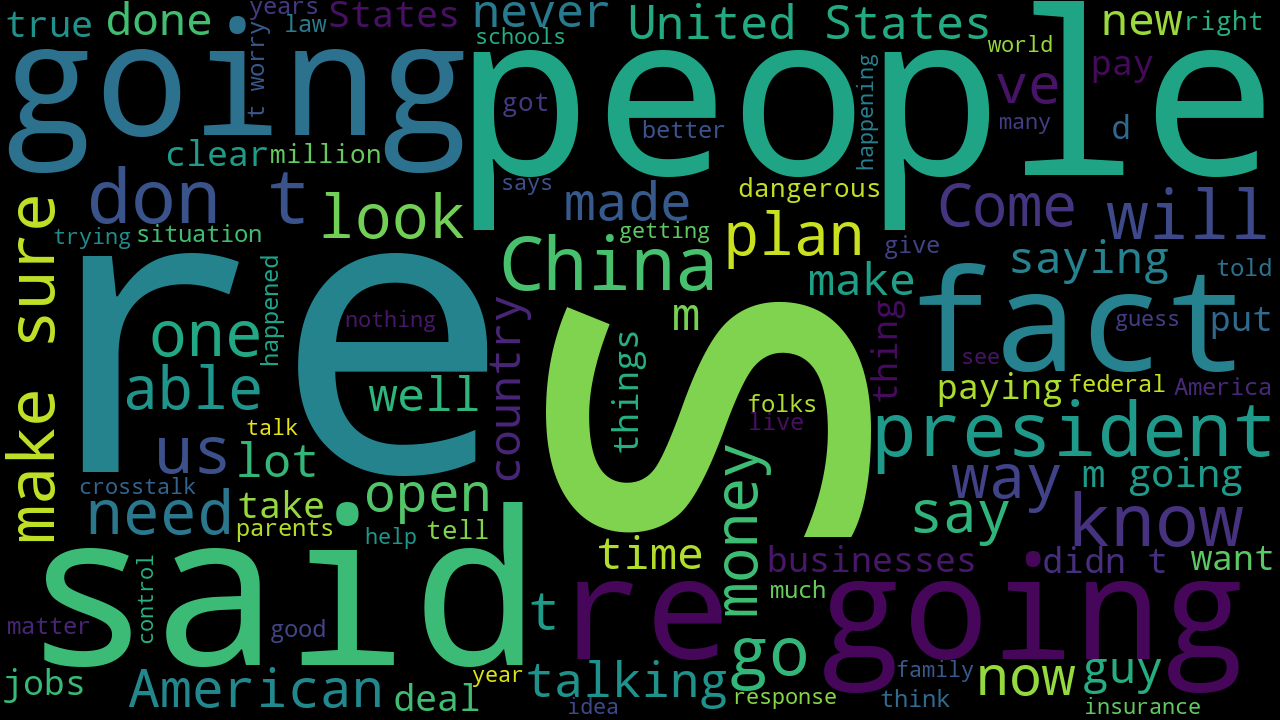 years
States
never
true
done
law
United States
new
right
schools
going
people
t worry
world
ve
pay
happening
got
many
d
better
clear
million
says
dangerous
don t
look
made
Come
will
make sure
trying
situation
getting
plan
give
China
saying
told
re
S
happened
make
fact
m
one
nothing
country
things
thing
guess
put
see
able
well
folks
live
paying
federal
America
us
talk
lot
president
crosstalk
money
way
m going
need
take
open
say
know
parents
help
tell
said
time
businesses
didn t
want
control
much
t
re going
matter
good
go
jobs
American
deal
year
talking
response
family
think
now
guy
idea
insurance